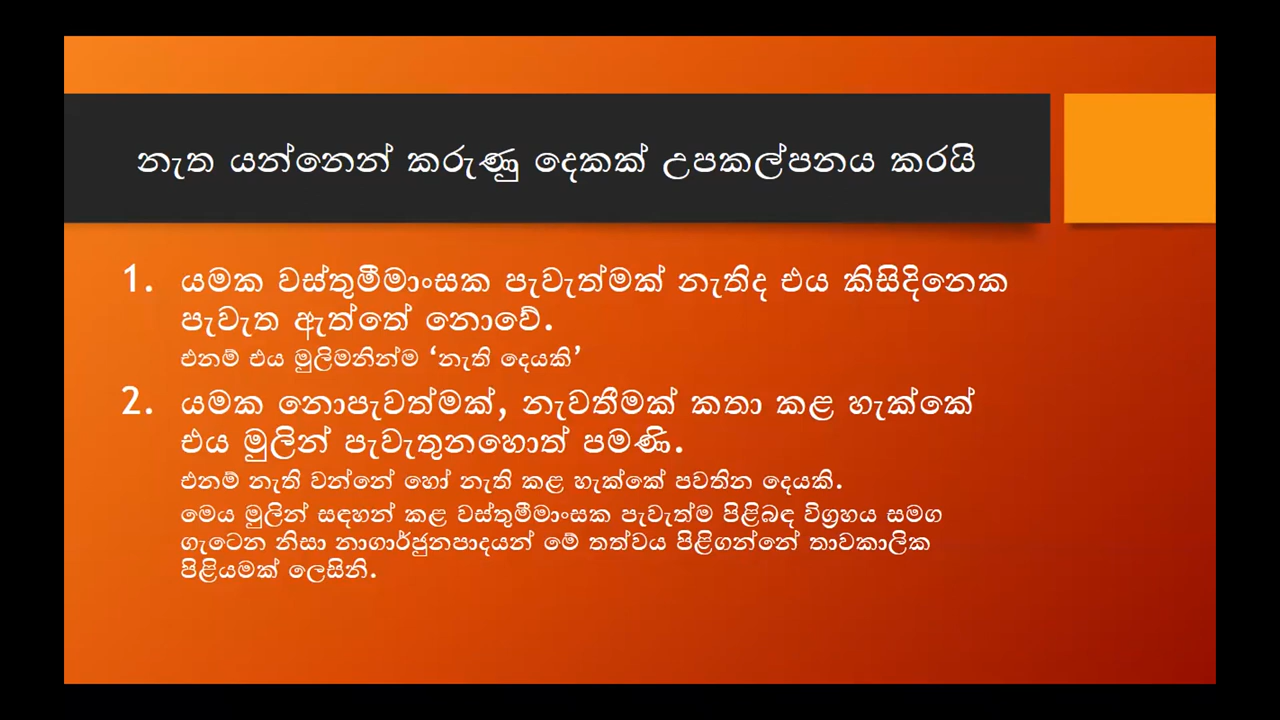 නැත යන්නෙන් කරුණු දෙකක් උපකල්පනය කරයි
1. යමක වස්තුමීමාංසක පැවැත්මක් නැතිද එය කිසිදිනෙක
පැවැත ඇත්තේ නොවේ.
එනම් එය මුලිමනින්ම ‘නැති දෙයකි’
2. යමක නොපැවත්මක්, නැවතීමක් කතා කළ හැක්කේ
එය මුලින් පැවැතුනහොත් පමණි.
එනම් නැති වන්නේ හෝ නැති කළ හැක්කේ පවතින දෙයකි.
මෙය මුලින් සඳහන් කළ වස්තුමීමාංසක පැවැත්ම පිළිබඳ විග්‍රහය සමග
ගැටෙන නිසා නාගාර්ජුනපාදයන් මේ තත්වය පිළිගන්නේ තාවකාලික
පිළියමක් ලෙසිනි.